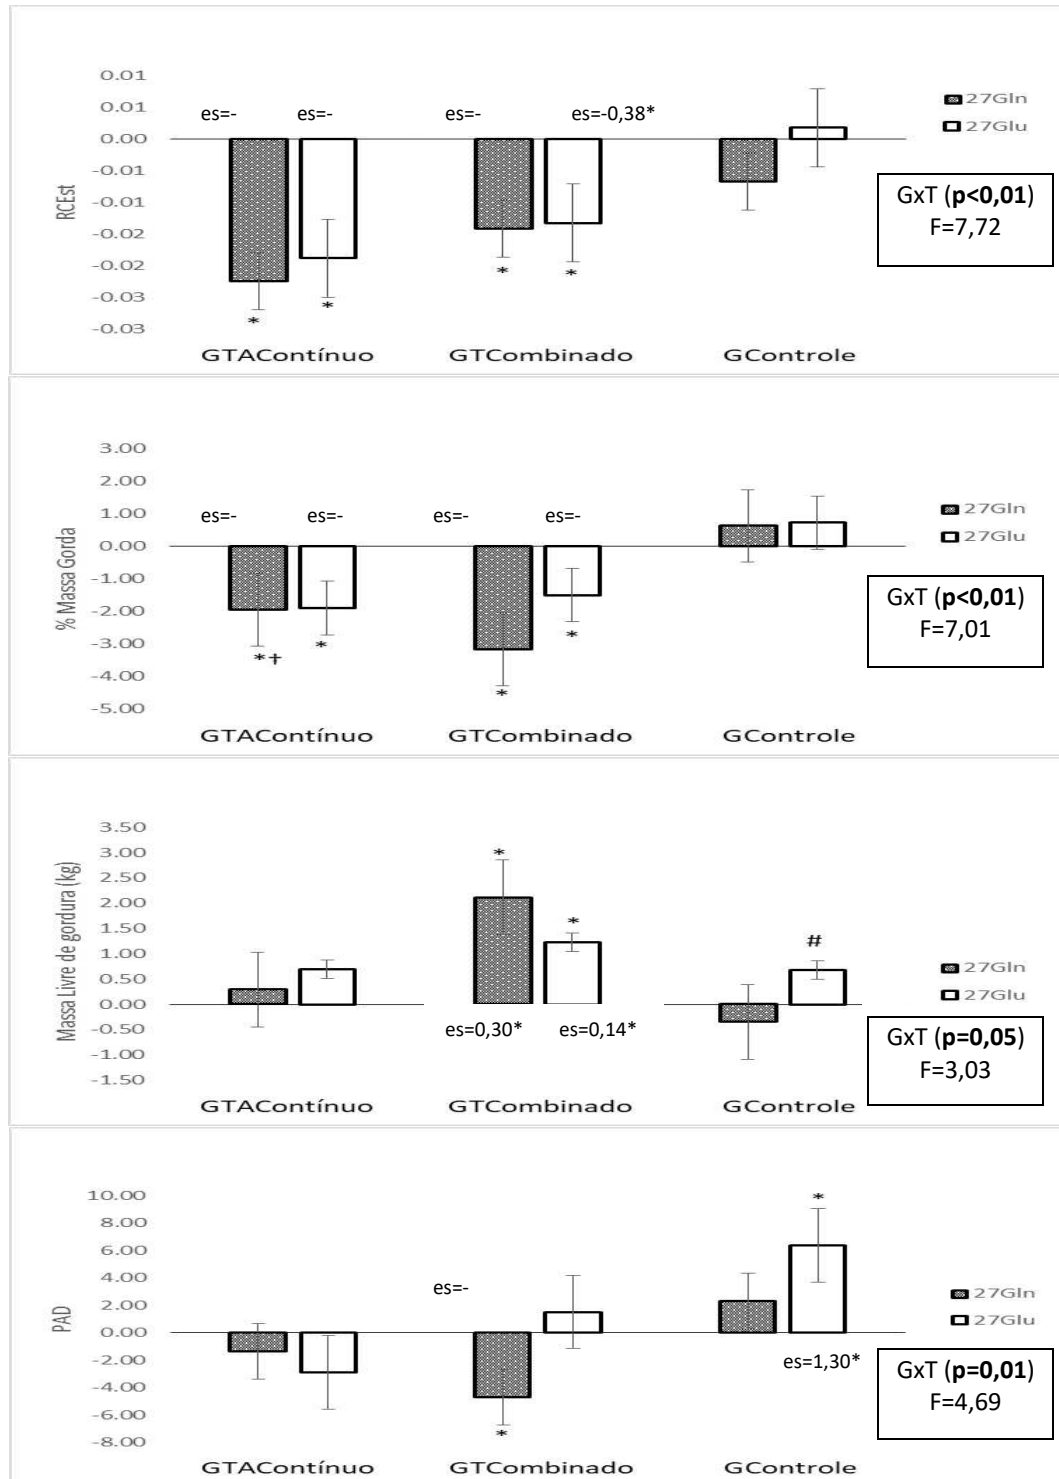 0.01
0.01
0.00
-0.01
-0.01
-0.02
-0.02
-0.03
-0.03
RCEst
es=-
es=-
es=-
es=-0,38*
*
*
*
*
27Gln
27Glu
GxT (p<0,01)
F=7,72
GTAContínuo
GTCombinado
GControle
3.00
2.00
1.00
0.00
-1.00
-2.00
-3.00
-4.00
-5.00
% Massa Gorda
es=-
es=-
es=-
es=-
*†
*
*
*
27Gln
27Glu
GxT (p<0,01)
F=7,01
GTAContínuo
GTCombinado
GControle
3.50
3.00
2.50
2.00
1.50
1.00
0.50
0.00
-0.50
-1.00
-1.50
Massa Livre de gordura (kg)
*
*
#
es=0,30*
es=0,14*
27Gln
27Glu
GxT (p=0,05)
F=3,03
GTAContínuo
GTCombinado
GControle
10.00
8.00
6.00
4.00
2.00
0.00
-2.00
-4.00
-6.00
-8.00
PAD
es=-
*
*
es=1,30*
27Gln
27Glu
GxT (p=0,01)
F=4,69
GTAContínuo
GTCombinado
GControle